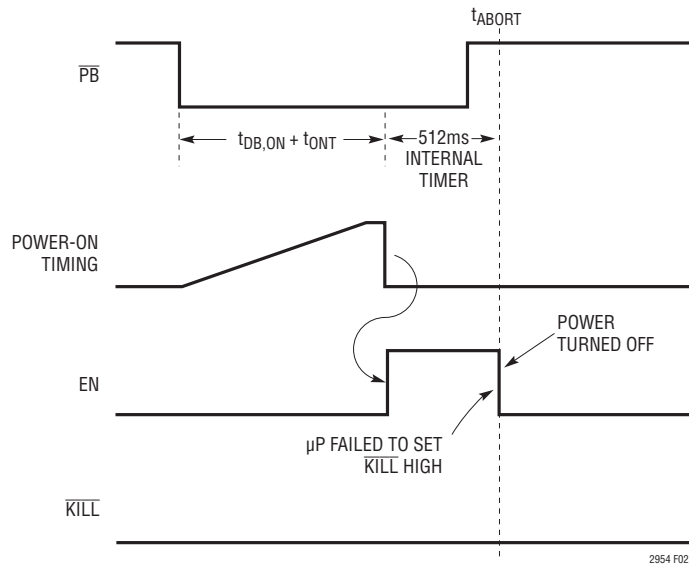 tABORT
PB
tDB,ON + tONT
512ms
INTERNAL
TIMER
POWER-ON
TIMING
POWER
TURNED OFF
EN
µP FAILED TO SET
KILL HIGH
KILL
2954 F02